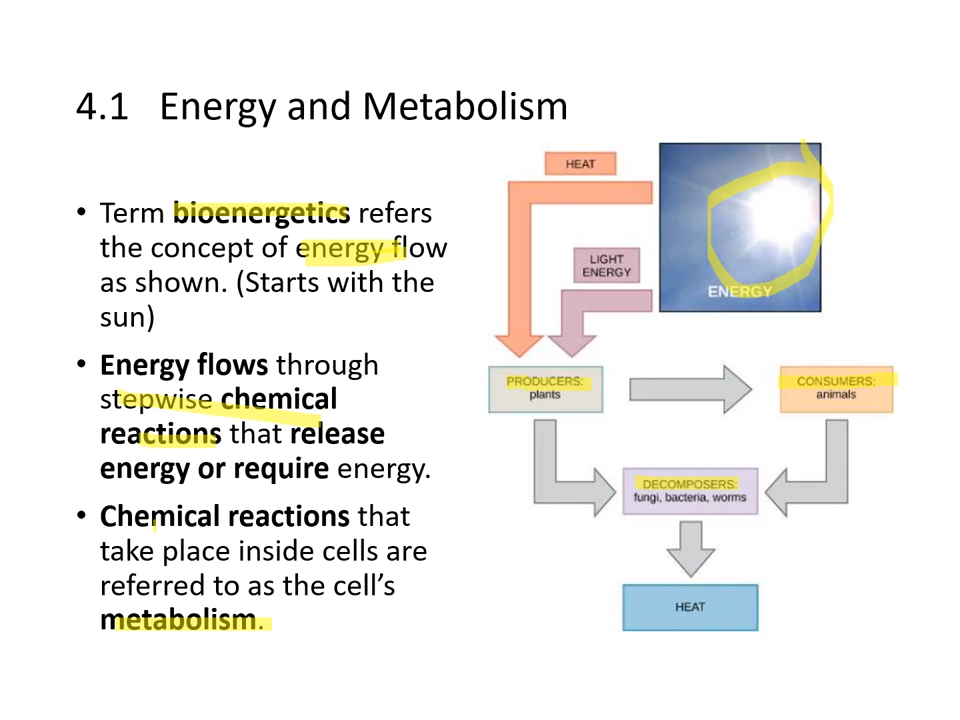 4.1 Energy and Metabolism
• Term bioenergetics refers
the concept of energy flow
as shown. (Starts with the
sun)
• Energy flows through
stepwise chemical
reactions that release
energy or require energy.
• Chemical reactions that
take place inside cells are
referred to as the cell’s
metabolism.
HEAT
LIGHT
ENERGY
ENERGY
PRODUCERS:
plants
CONSUMERS:
animals
DECOMPOSERS:
fungi, bacteria, worms
HEAT